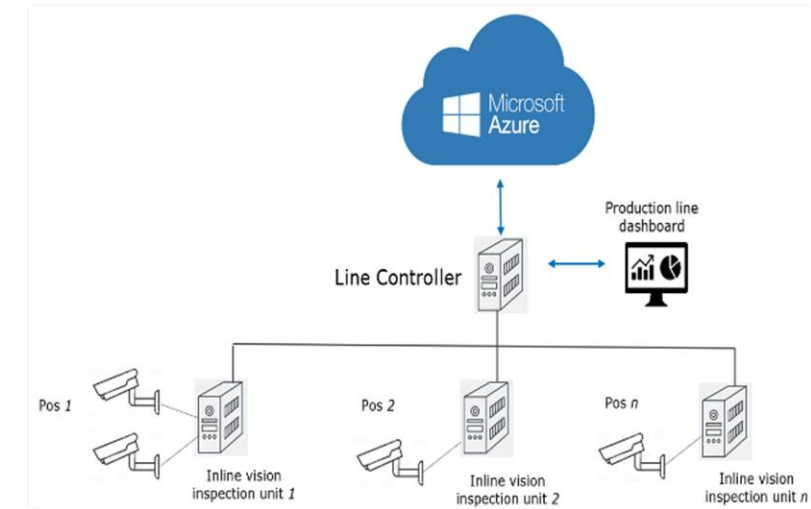 Microsoft
Azure
Production line
dashboard
Line Controller
Pos 1
Pos 2
Pos n
Inline vision
inspection unit 1
Inline vision
inspection unit 2
Inline vision
inspection unit n